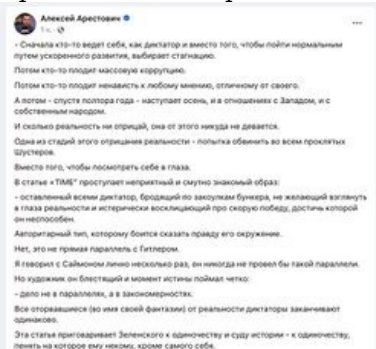 Алексей Арестович
1 ч.
- Сначала кто-то ведет себя, как диктатор и вместо того, чтобы пойти нормальным
путем ускоренного развития, выбирает стагнацию.
Потом кто-то плодит массовую коррупцию.
Потом кто-то плодит ненависть к любому мнению, отличному от своего.
А потом - спустя полтора года - наступает осень, и в отношениях с Западом, и с
собственным народом.
И сколько реальность ни отрицай, она от этого никуда не девается.
Одна из стадий этого отрицания реальности - попытка обвинить во всем проклятых
Шустеров.
Вместо того, чтобы посмотреть себе в глаза.
В статье «TIME» проступает неприятный и смутно знакомый образ:
- оставленный всеми диктатор, бродящий по закоулкам бункера, не желающий взглянуть
в глаза реальности и истерически восклицающий про скорую победу, достичь которой
он неспособен.
Авторитарный тип, которому боится сказать правду его окружение.
Нет, это не прямая параллель с Гитлером.
Я говорил с Саймоном лично несколько раз, он никогда не провел бы такой параллели.
Но художник он блестящий и момент истины поймал четко:
- дело не в параллелях, а в закономерностях.
Все оторвавшиеся (во имя своей фантазии) от реальности диктаторы заканчивают
одинаково.
Эта статья приговаривает Зеленского к одиночеству и суду истории - к одиночеству,
пенять на которое ему некому, кроме самого себя.